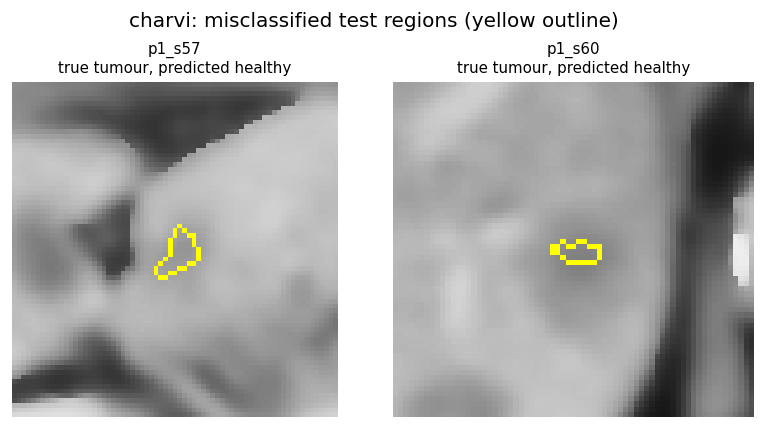 charvi: misclassified test regions (yellow outline)
p1_s57
true tumour, predicted healthy
p1_s60
true tumour, predicted healthy